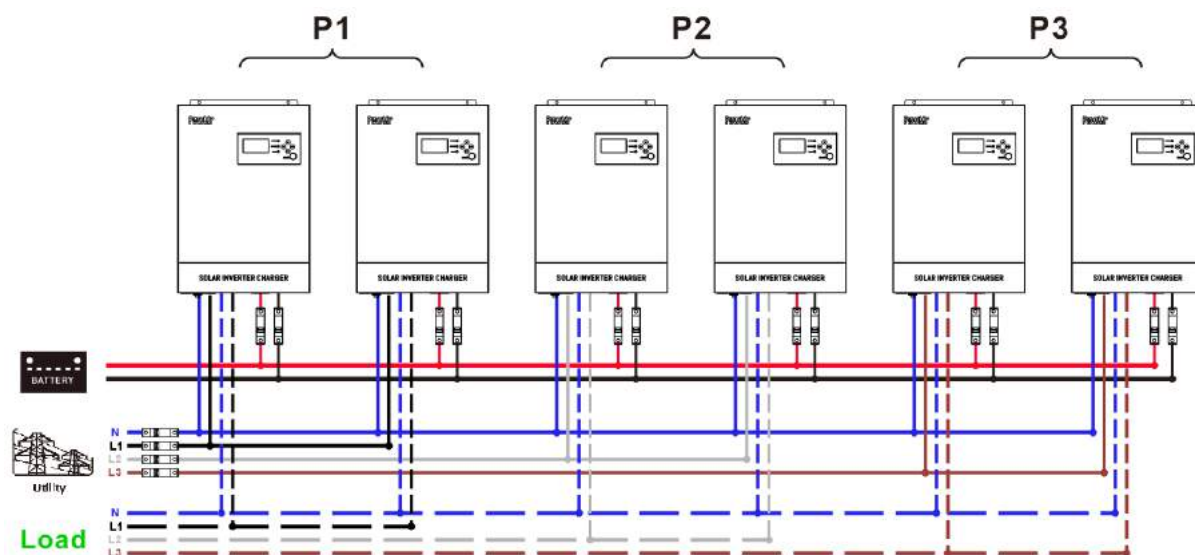 P1
P2
P3
SOLAR INVERTER CHARGER
SOLAR INVERTER CHARGER
SOLAR INVERTER CHARGER
SOLAR INVERTER CHARGER
SOLAR INVERTER CHARGER
SOLAR INVERTER CHARGER
BATTERY
N
L1
L2
L3
Utility
N
L1
L2
L3
Load